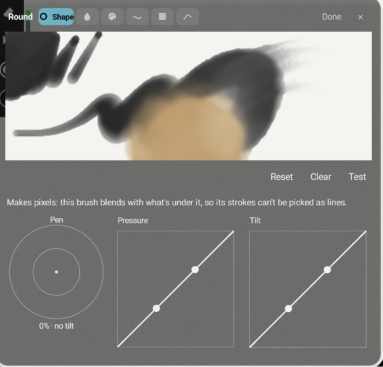 Round Shape Done ×
Reset Clear Test
Makes pixels: this brush blends with what's under it, so its strokes can't be picked as lines.
Pen Pressure Tilt
0% · no tilt